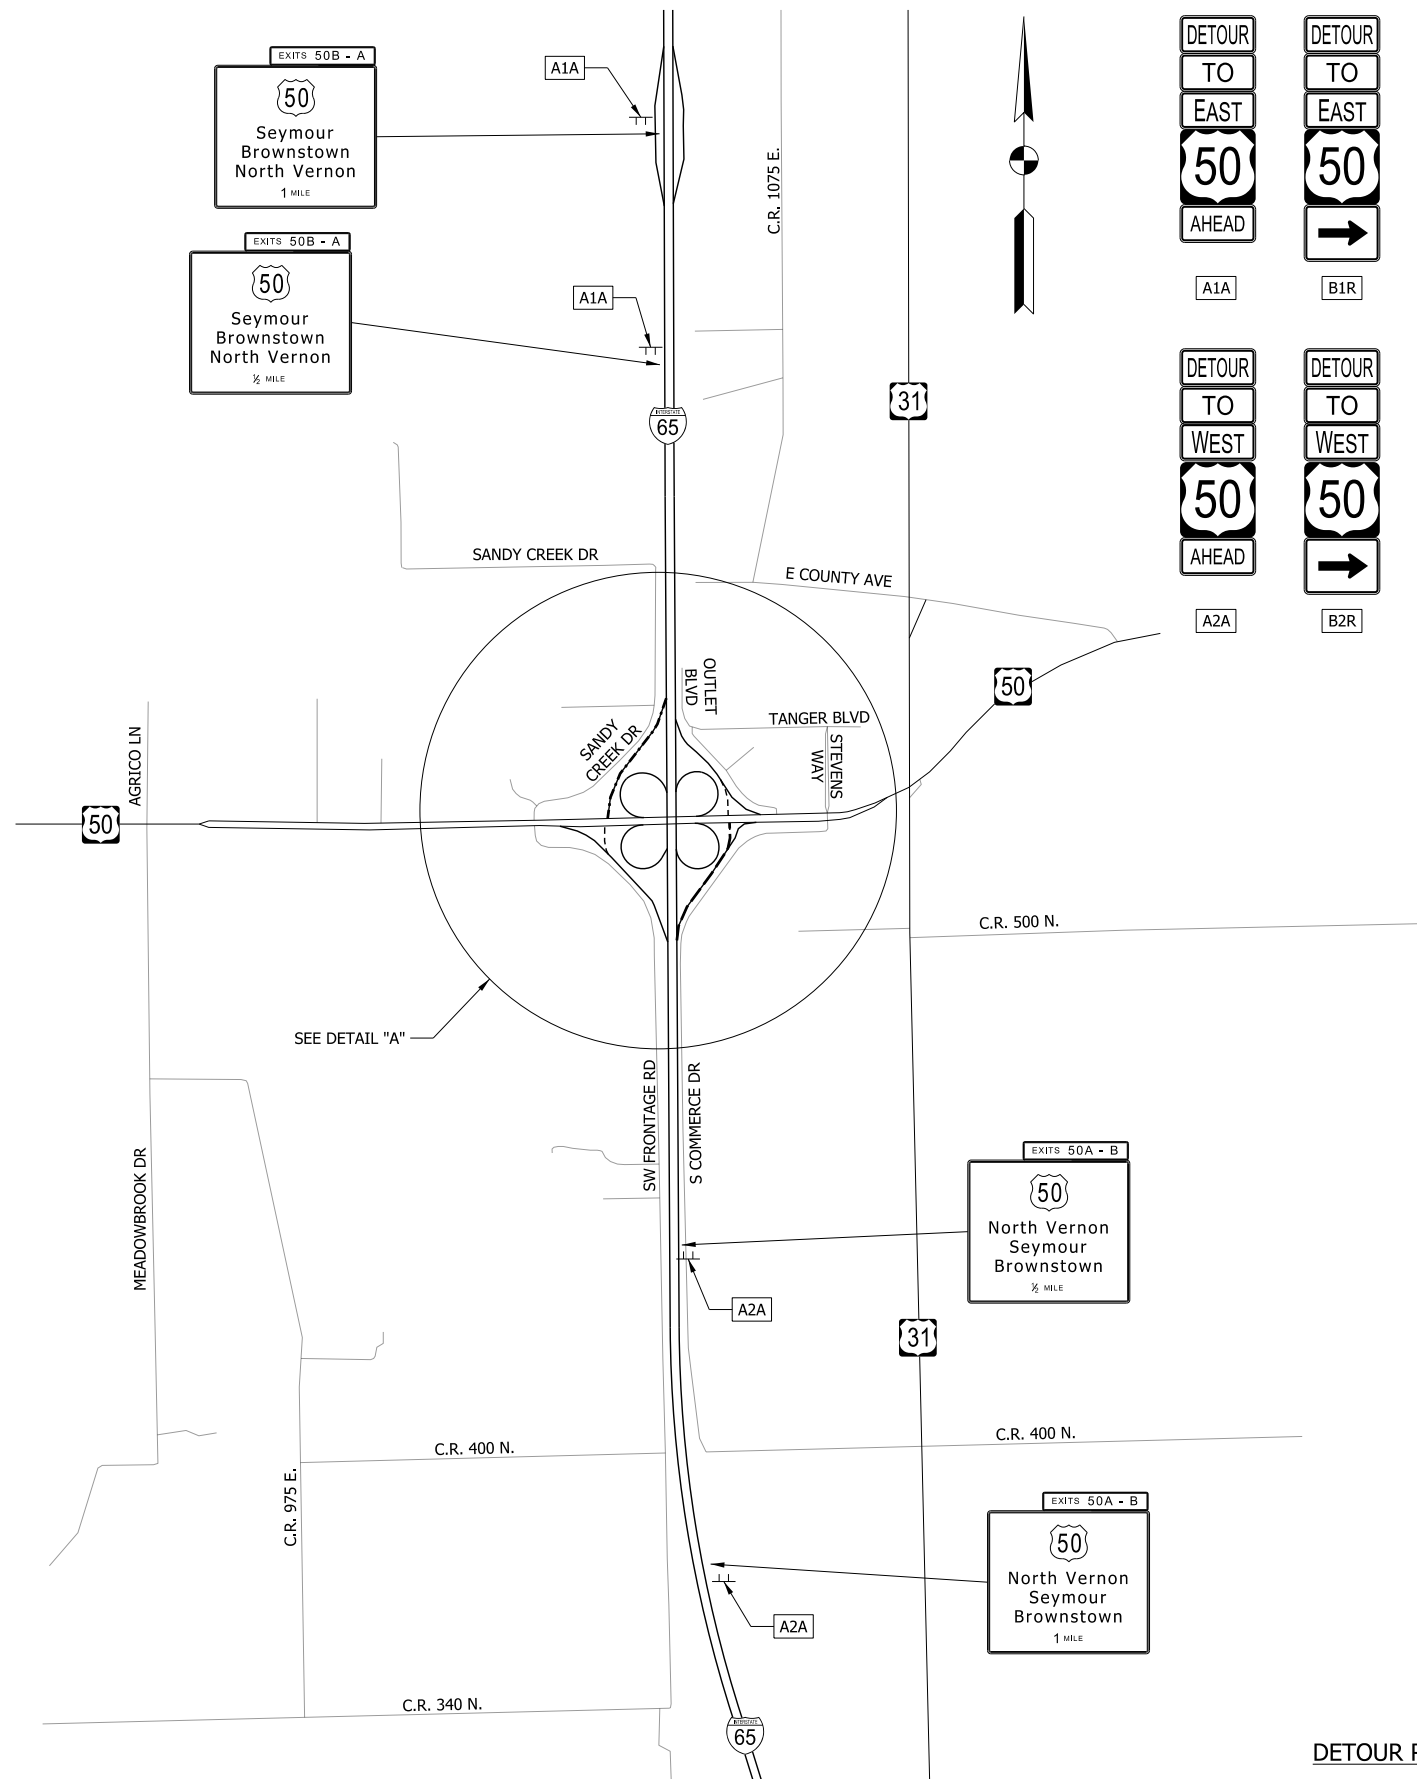 EXITS 50B - A
50
Seymour
Brownstown
North Vernon
1 MILE
EXITS 50B - A
50
Seymour
Brownstown
North Vernon
½ MILE
A1A
A1A
C.R. 1075 E.
DETOUR
TO
EAST
50
AHEAD
A1A
DETOUR
TO
EAST
50
B1R
DETOUR
TO
WEST
50
AHEAD
A2A
DETOUR
TO
WEST
50
B2R
31
INTERSTATE
65
SANDY CREEK DR
E COUNTY AVE
OUTLET
BLVD
50
TANGER BLVD
SANDY
CREEK DR
STEVENS
WAY
AGRICO LN
50
C.R. 500 N.
SEE DETAIL "A"
SW FRONTAGE RD
S COMMERCE DR
MEADOWBROOK DR
EXITS 50A - B
50
North Vernon
Seymour
Brownstown
½ MILE
A2A
31
C.R. 400 N.
C.R. 400 N.
C.R. 975 E.
EXITS 50A - B
50
North Vernon
Seymour
Brownstown
1 MILE
A2A
C.R. 340 N.
INTERSTATE
65
DETOUR